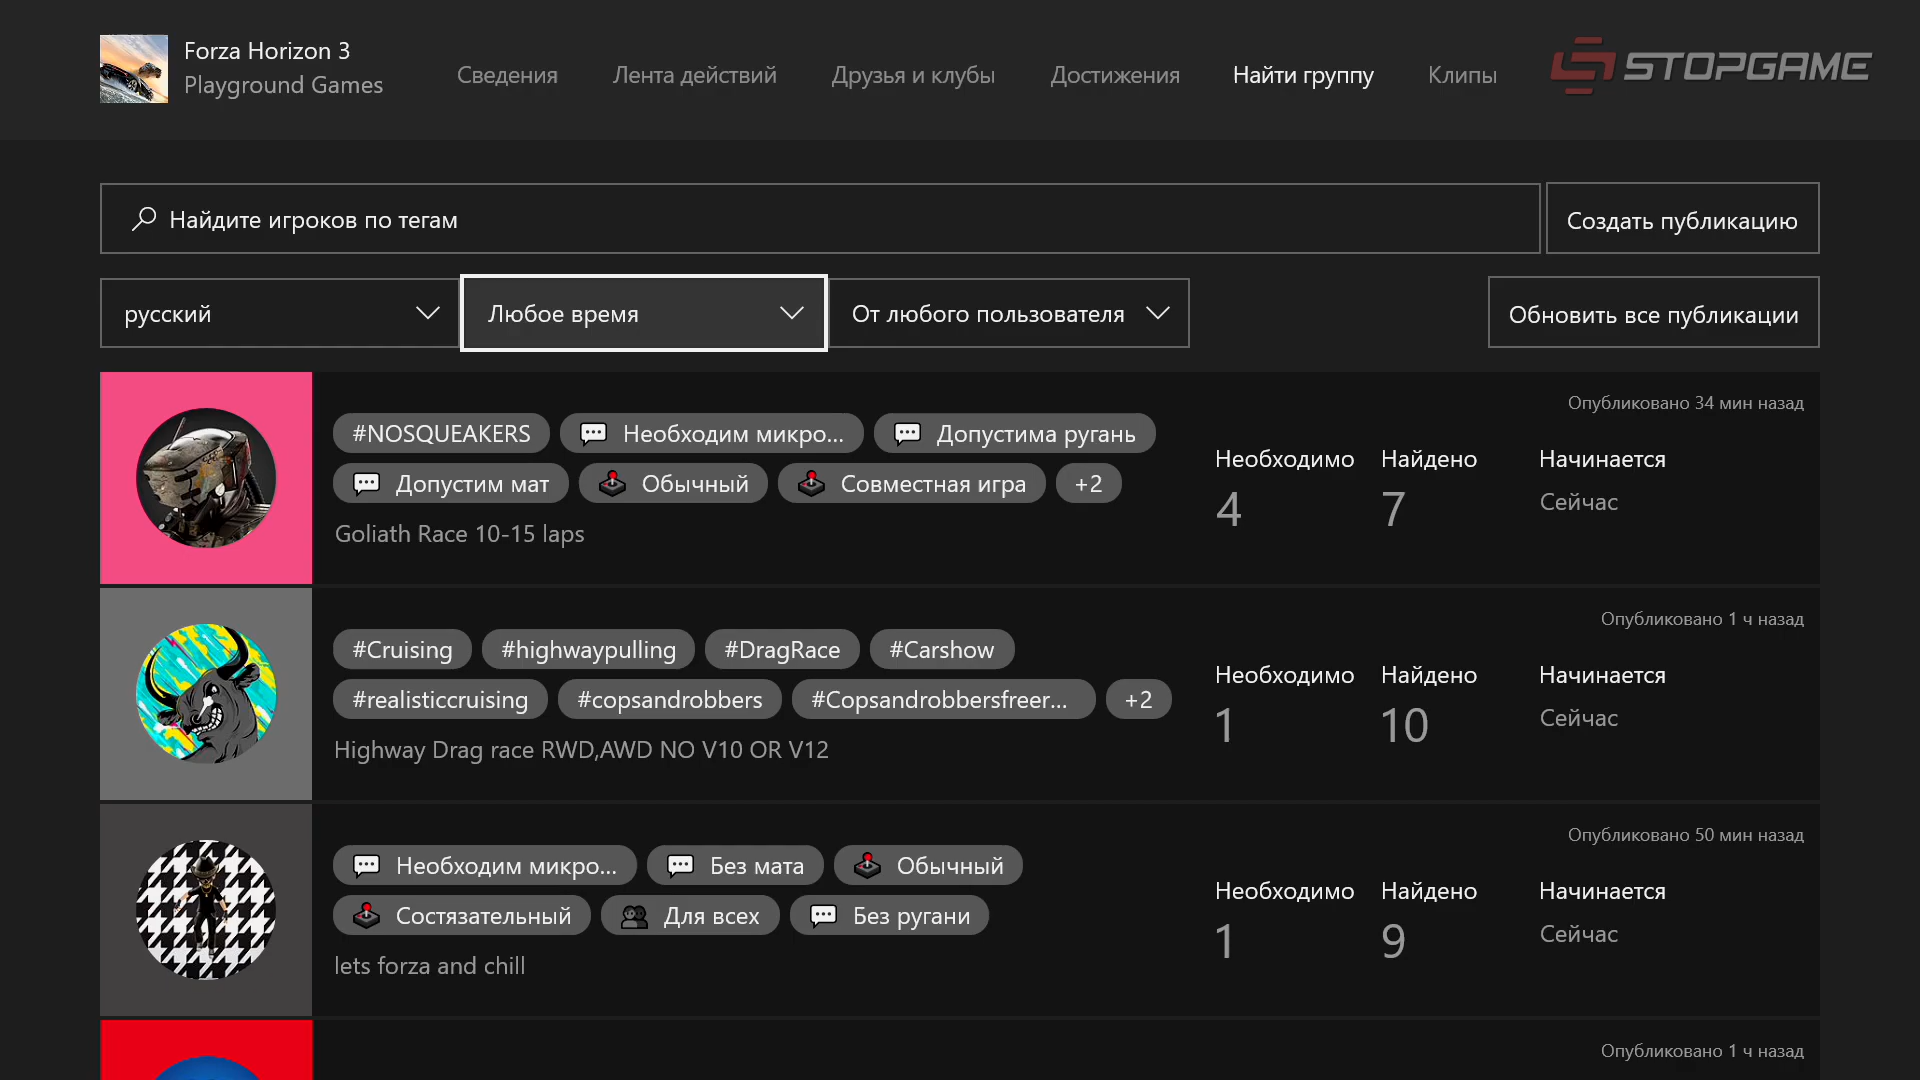 Forza Horizon 3
Playground Games
Сведения
Лента действий
Друзья и клубы
Достижения
Найти группу
Клипы
STOPGAME
Найдите игроков по тегам
Создать публикацию
русский
Любое время
От любого пользователя
Обновить все публикации
Опубликовано 34 мин назад
#NOSQUEAKERS
Необходим микро...
Допустима ругань
Допустим мат
Обычный
Совместная игра
+2
Goliath Race 10-15 laps
Необходимо
4
Найдено
7
Начинается
Сейчас
Опубликовано 1 ч назад
#Cruising
#highwaypulling
#DragRace
#Carshow
#realisticcruising
#copsandrobbers
#Copsandrobbersfreer...
+2
Highway Drag race RWD,AWD NO V10 OR V12
Необходимо
1
Найдено
10
Начинается
Сейчас
Опубликовано 50 мин назад
Необходим микро...
Без мата
Обычный
Состязательный
Для всех
Без ругани
lets forza and chill
Необходимо
1
Найдено
9
Начинается
Сейчас
Опубликовано 1 ч назад